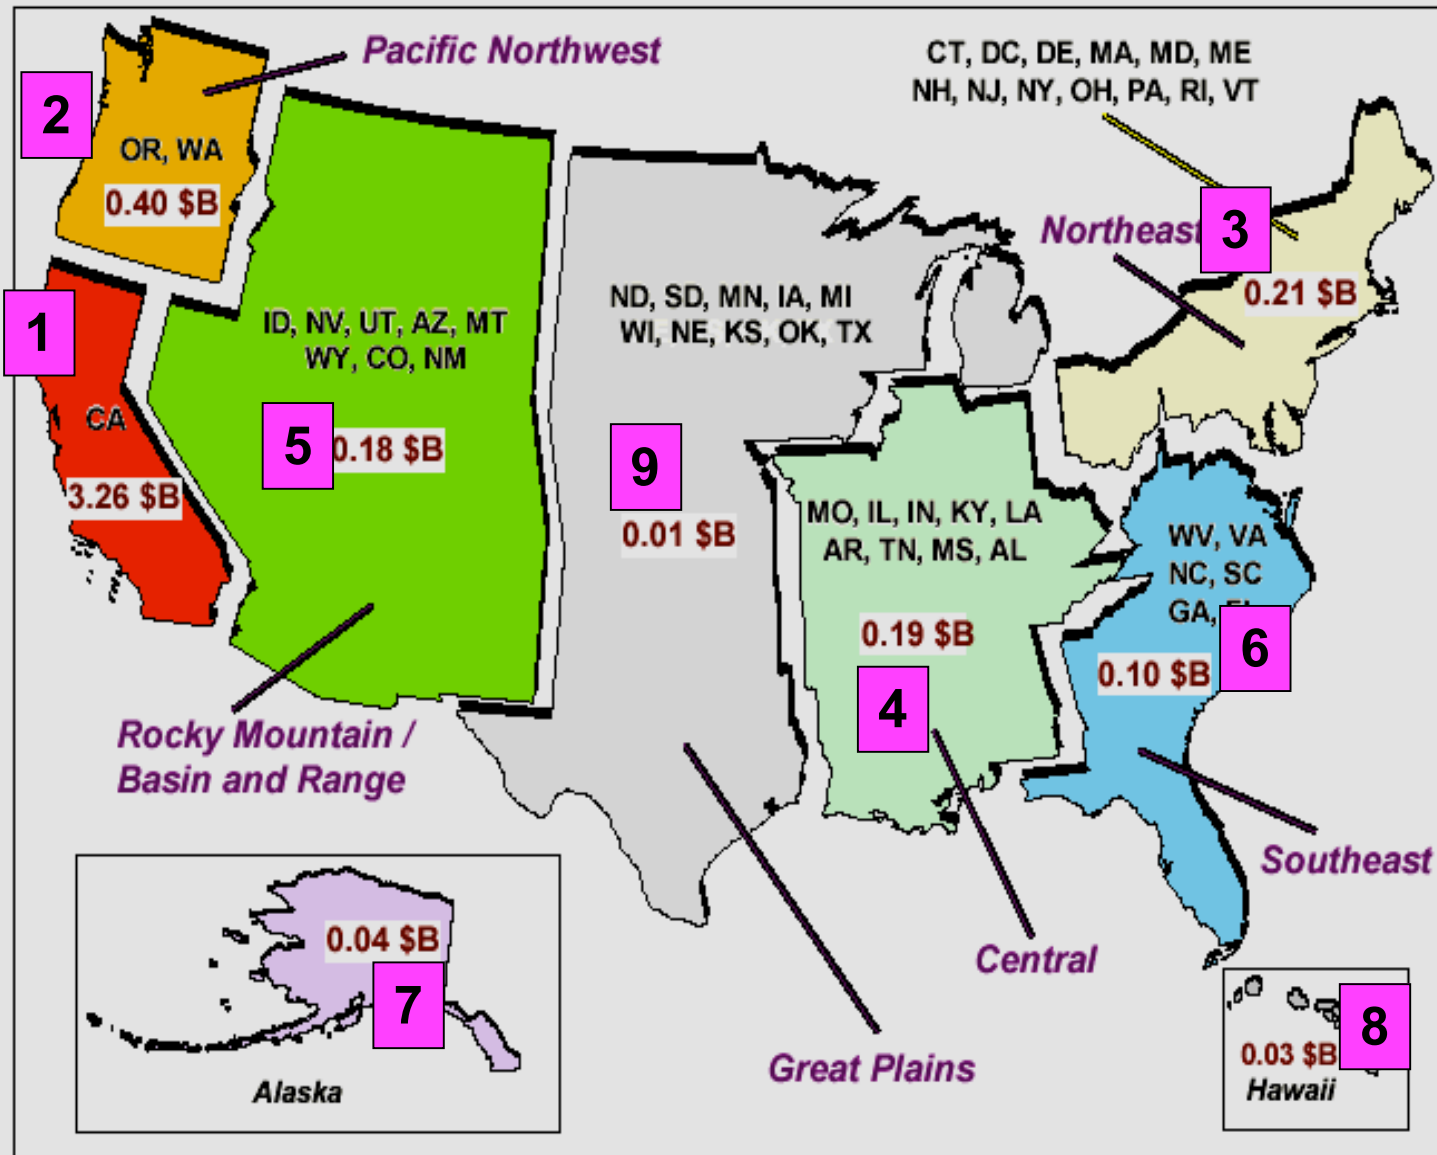 Pacific Northwest
CT, DC, DE, MA, MD, ME
NH, NJ, NY, OH, PA, RI, VT
2
OR, WA
0.40 $B
Northeast
3
0.21 $B
1
CA
3.26 $B
ID, NV, UT, AZ, MT
WY, CO, NM
5
0.18 $B
ND, SD, MN, IA, MI
WI, NE, KS, OK, TX
9
0.01 $B
MO, IL, IN, KY, LA
AR, TN, MS, AL
0.19 $B
4
WV, VA
NC, SC
GA,
6
0.10 $B
Rocky Mountain /
Basin and Range
Southeast
Central
Great Plains
0.04 $B
7
Alaska
8
0.03 $B
Hawaii